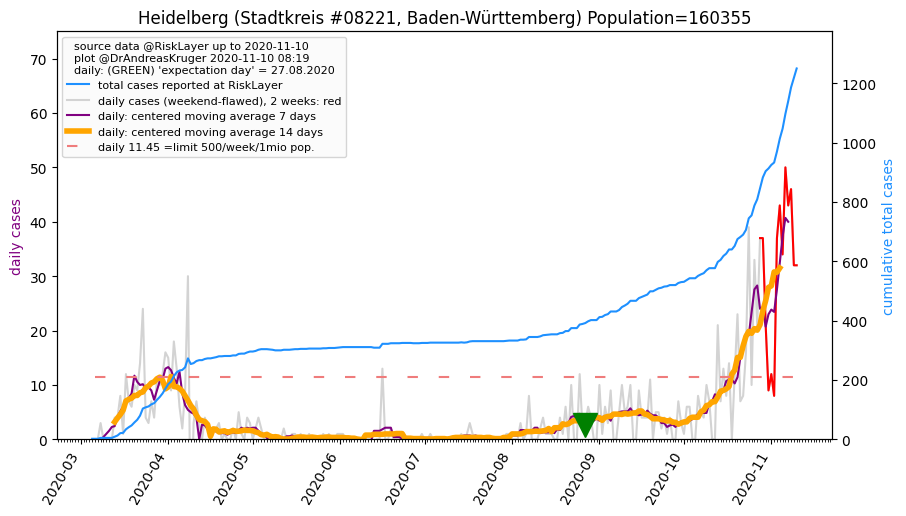 Heidelberg (Stadtkreis #08221, Baden-Württemberg) Population=160355
source data @RiskLayer up to 2020-11-10
plot @DrAndreasKruger 2020-11-10 08:19
daily: (GREEN) 'expectation day' = 27.08.2020
total cases reported at RiskLayer
daily cases (weekend-flawed), 2 weeks: red
daily: centered moving average 7 days
daily: centered moving average 14 days
daily 11.45 =limit 500/week/1mio pop.
daily cases
70
60
50
40
30
20
10
0
cumulative total cases
1200
1000
800
600
400
200
0
2020-03
2020-04
2020-05
2020-06
2020-07
2020-08
2020-09
2020-10
2020-11